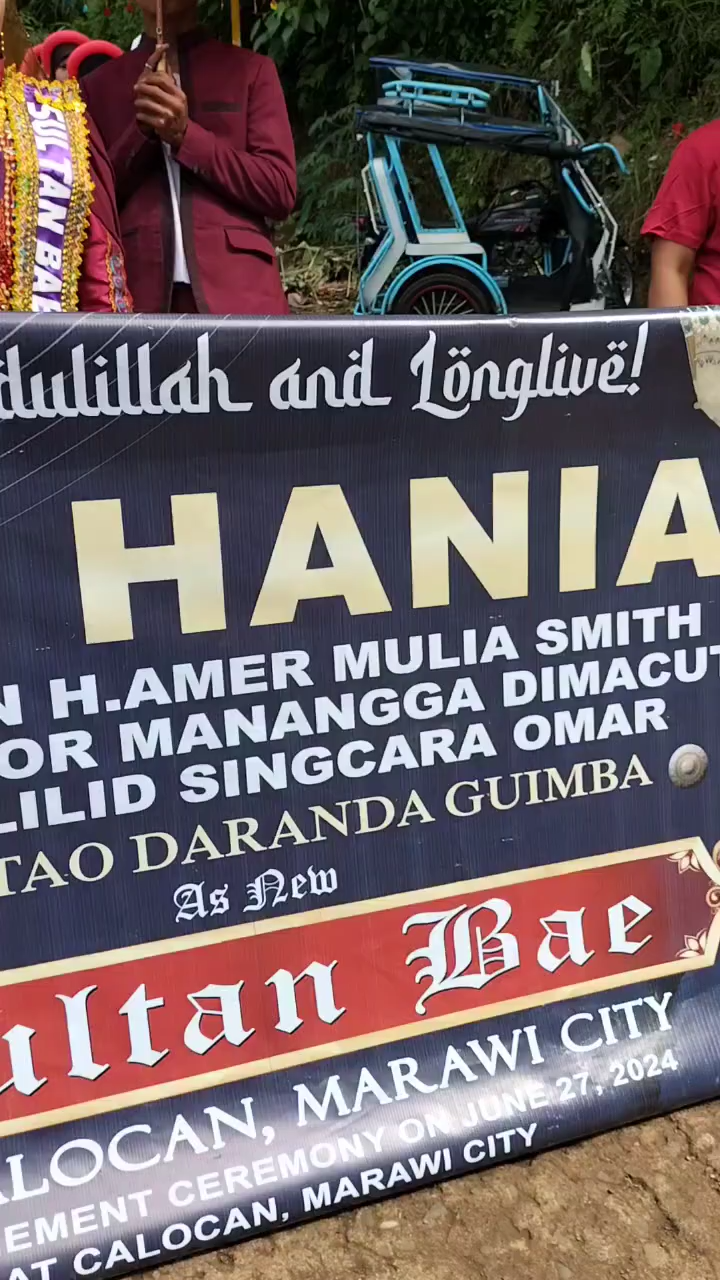 SULTAN BAE
dulillah and Lönglivë!
HANIA
N H.AMER MULIA SMITH
OR MANANGGA DIMACUT
LILID SINGCARA OMAR
TAO DARANDA GUIMBA
As New
ultan Bae
ALOCAN, MARAWI CITY
EMENT CEREMONY ON JUNE 27, 2024
AT CALOCAN, MARAWI CITY